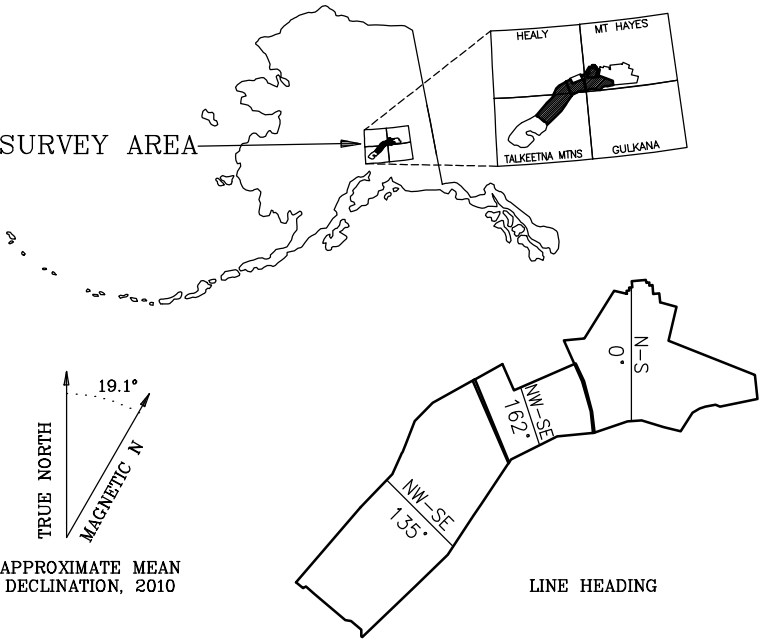 HEALY
MT HAYES
TALKEETNA MTNS
GULKANA
SURVEY AREA
19.1°
TRUE NORTH
MAGNETIC N
APPROXIMATE MEAN
DECLINATION, 2010
N-S
0°
NW-SE
162°
NW-SE
135°
LINE HEADING